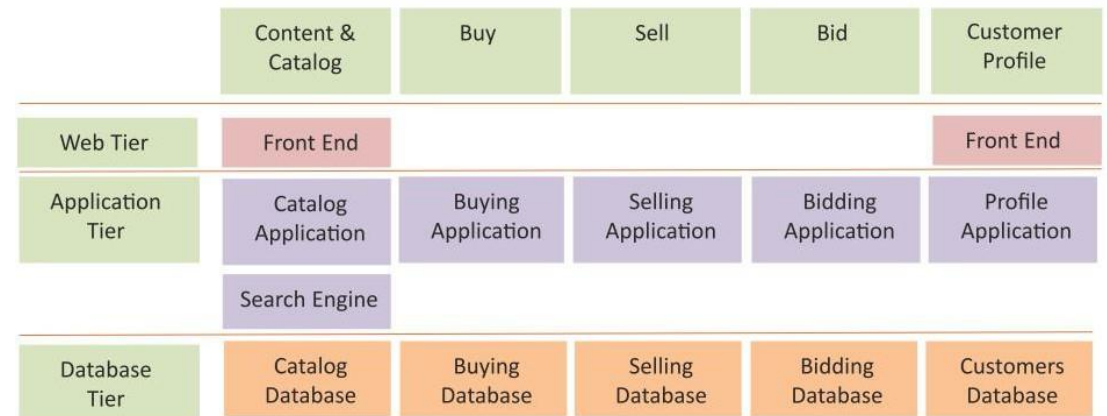 Content &
Catalog
Buy
Sell
Bid
Customer
Profile
Web Tier
Front End
Front End
Application
Tier
Catalog
Application
Buying
Application
Selling
Application
Bidding
Application
Profile
Application
Search Engine
Database
Tier
Catalog
Database
Buying
Database
Selling
Database
Bidding
Database
Customers
Database